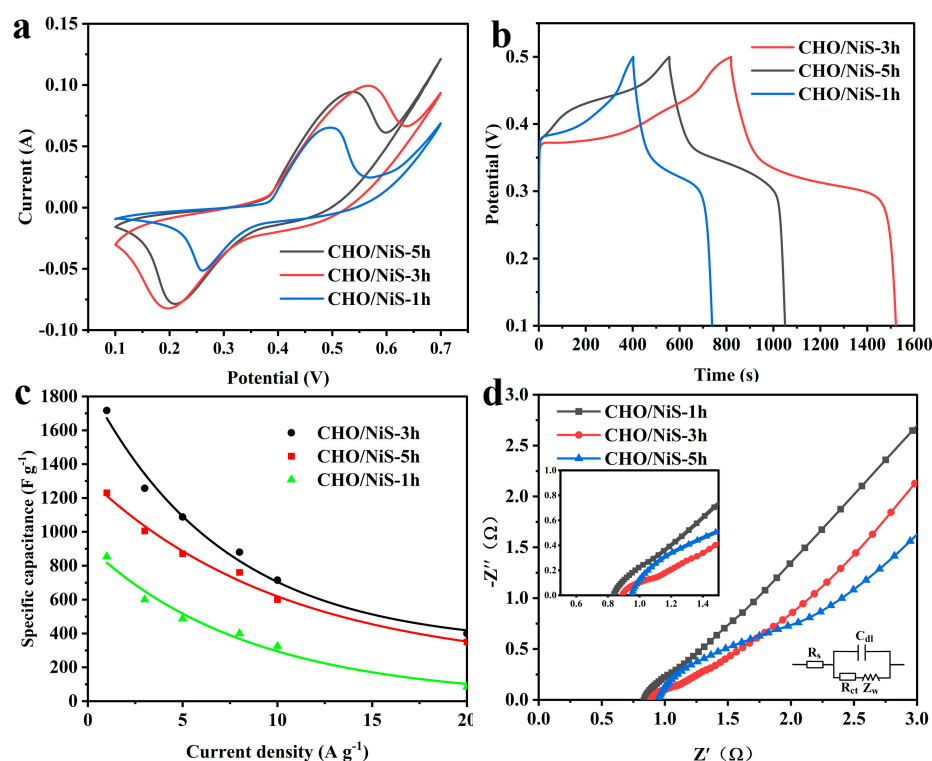 a
0.15
0.10
0.05
0.00
-0.05
-0.10
Current (A)
CHO/NiS-5h
CHO/NiS-3h
CHO/NiS-1h
0.1 0.2 0.3 0.4 0.5 0.6 0.7
Potential (V)
b
0.5
0.4
0.3
0.2
0.1
Potential (V)
CHO/NiS-3h
CHO/NiS-5h
CHO/NiS-1h
0 200 400 600 800 1000 1200 1400 1600
Time (s)
c
1800
1600
1400
1200
1000
800
600
400
200
0
Specific capacitance (F g-1)
CHO/NiS-3h
CHO/NiS-5h
CHO/NiS-1h
0 5 10 15 20
Current density (A g-1)
d
3.0
2.5
2.0
1.5
1.0
0.5
0.0
-Z″ (Ω)
CHO/NiS-1h
CHO/NiS-3h
CHO/NiS-5h
1.0
0.8
0.6
0.4
0.2
0.0
0.6 0.8 1.0 1.2 1.4
Cdl
Rs
Rct Zw
0.0 0.5 1.0 1.5 2.0 2.5 3.0
Z′ (Ω)